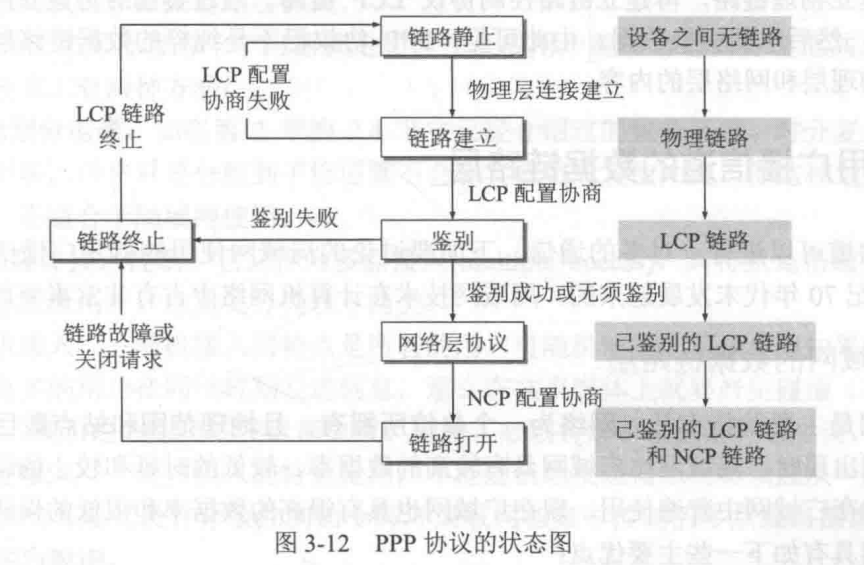 链路静止
设备之间无链路
LCP 配置
协商失败
LCP 链路
终止
物理层连接建立
链路建立
物理链路
LCP 配置协商
鉴别失败
链路终止
鉴别
LCP 链路
鉴别成功或无须鉴别
链路故障或
关闭请求
网络层协议
已鉴别的 LCP 链路
NCP 配置协商
链路打开
已鉴别的 LCP 链路
和 NCP 链路
图 3-12 PPP 协议的状态图